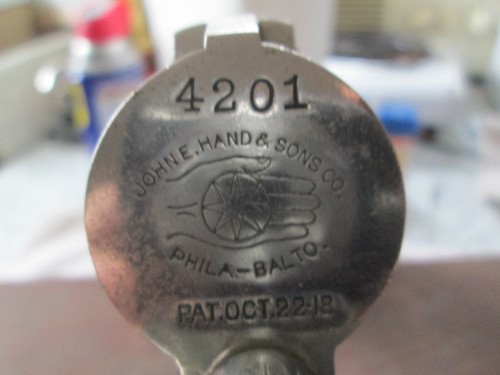 4201
JOHN E. HAND & SONS CO.
PHILA.-BALTO.
PAT. OCT. 22-18